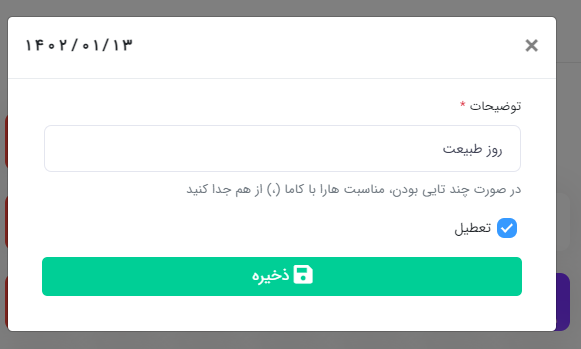 ۱۴۰۲/۰۱/۱۳ ×
توضیحات *
روز طبیعت
در صورت چند تایی بودن، مناسبت هارا با کاما (،) از هم جدا کنید
تعطیل
ذخیره